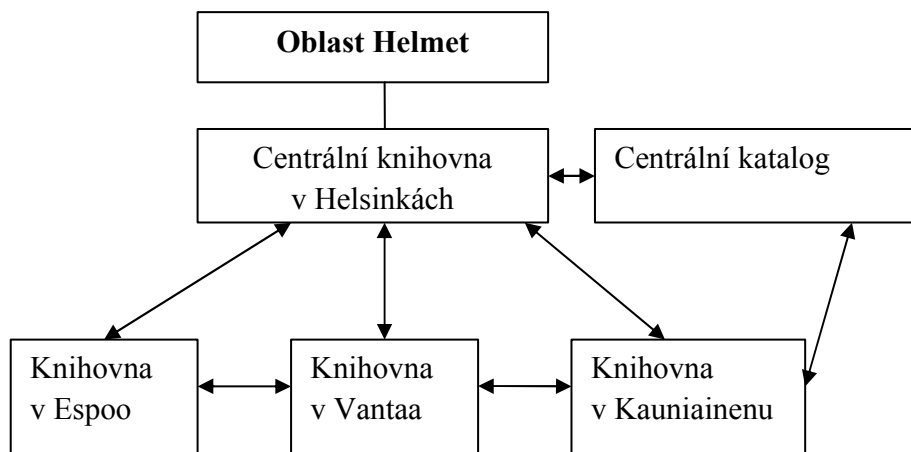 Oblast Helmet
Centrální knihovna
v Helsinkách
Centrální katalog
Knihovna
v Espoo
Knihovna
v Vantaa
Knihovna
v Kauniainenu